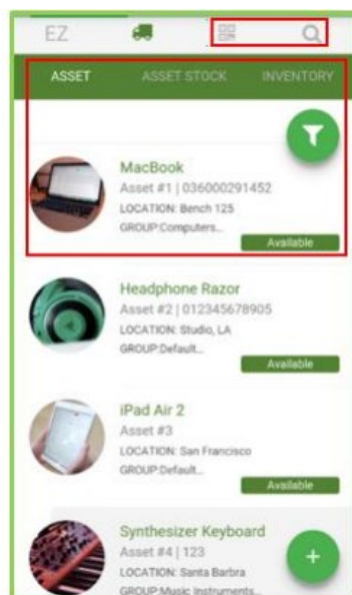 EZ
ASSET ASSET STOCK INVENTORY
MacBook
Asset #1 | 036000291452
LOCATION: Bench 125
GROUP:Computers...
Available
Headphone Razor
Asset #2 | 012345678905
LOCATION: Studio, LA
GROUP:Default...
Available
iPad Air 2
Asset #3
LOCATION: San Francisco
GROUP:Default...
Available
Synthesizer Keyboard
Asset #4 | 123
LOCATION: Santa Barbra
GROUP:Music Instruments...